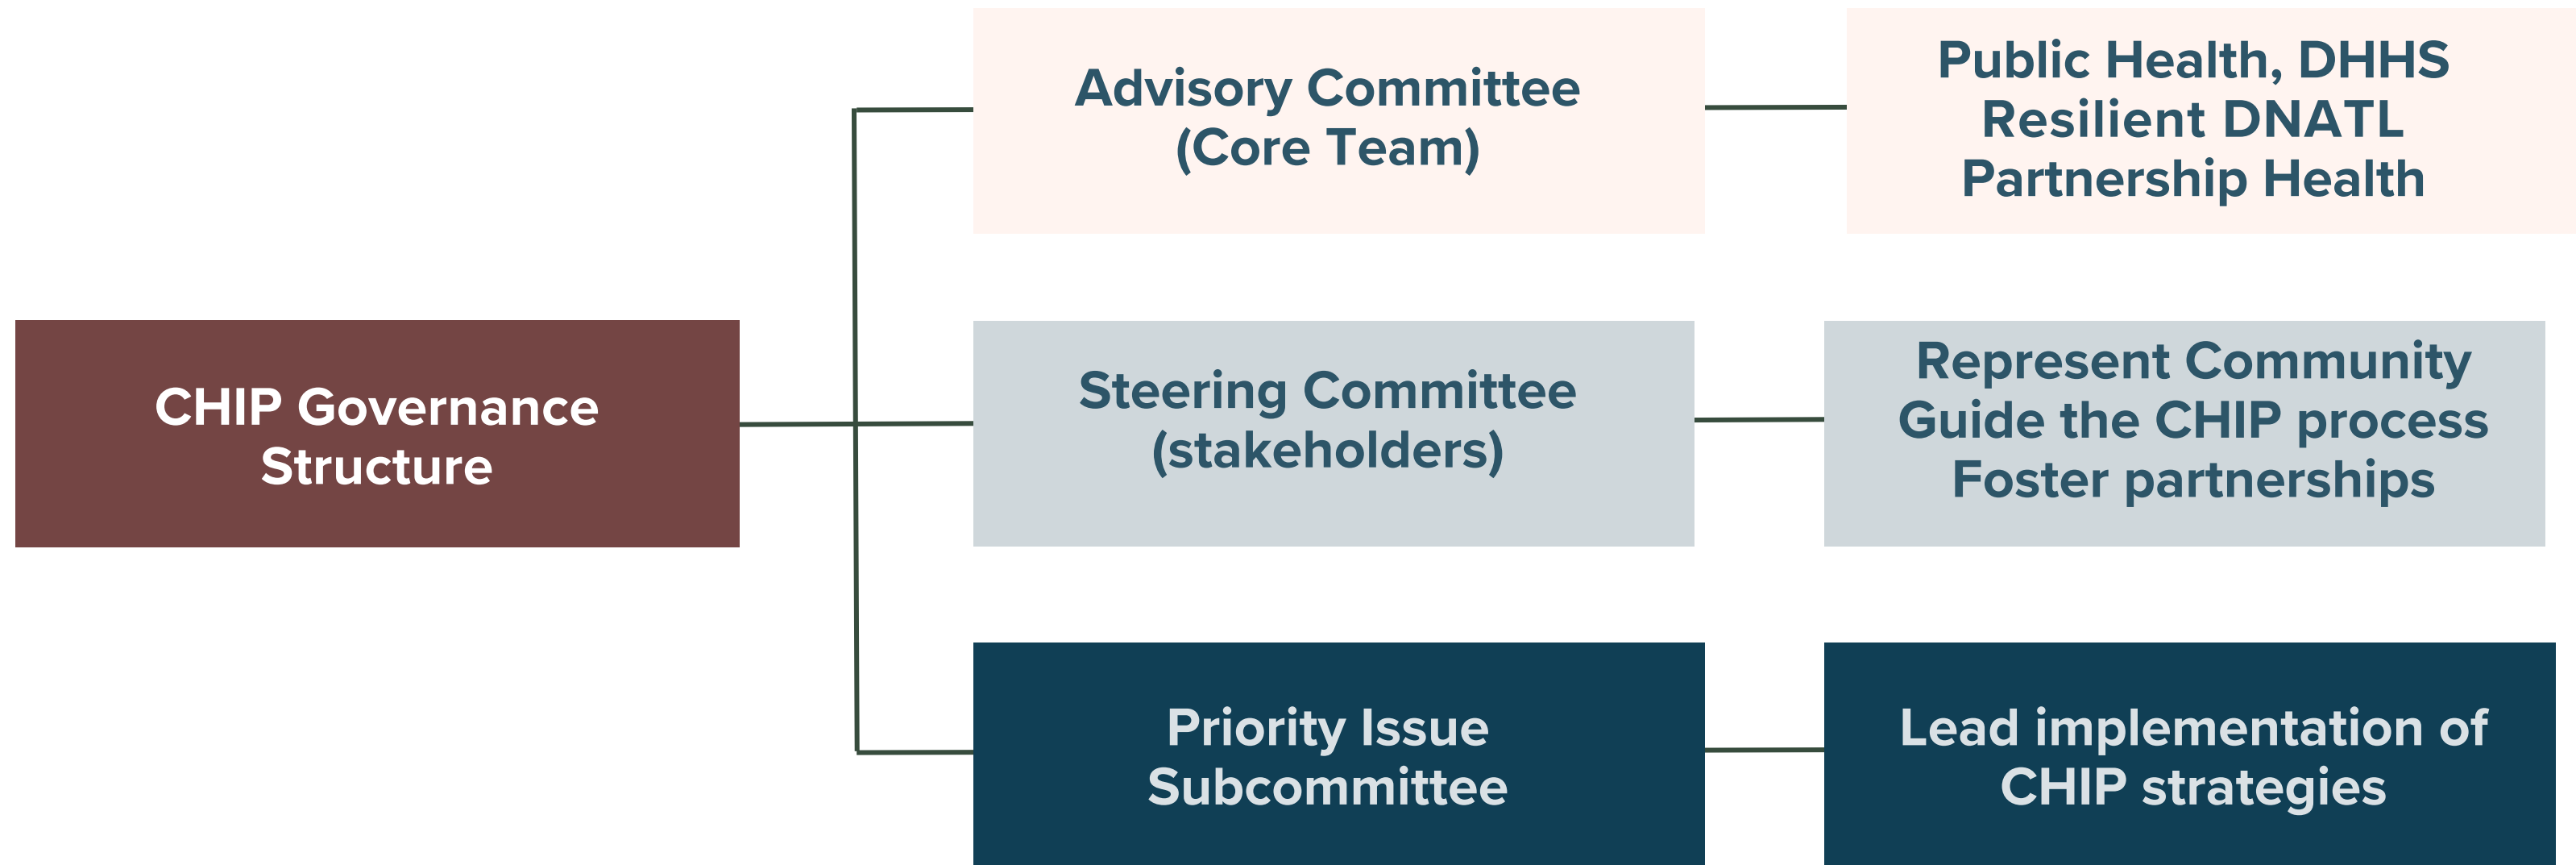 Advisory Committee
(Core Team)
Public Health, DHHS
Resilient DNATL
Partnership Health
CHIP Governance
Structure
Steering Committee
(stakeholders)
Represent Community
Guide the CHIP process
Foster partnerships
Priority Issue
Subcommittee
Lead implementation of
CHIP strategies